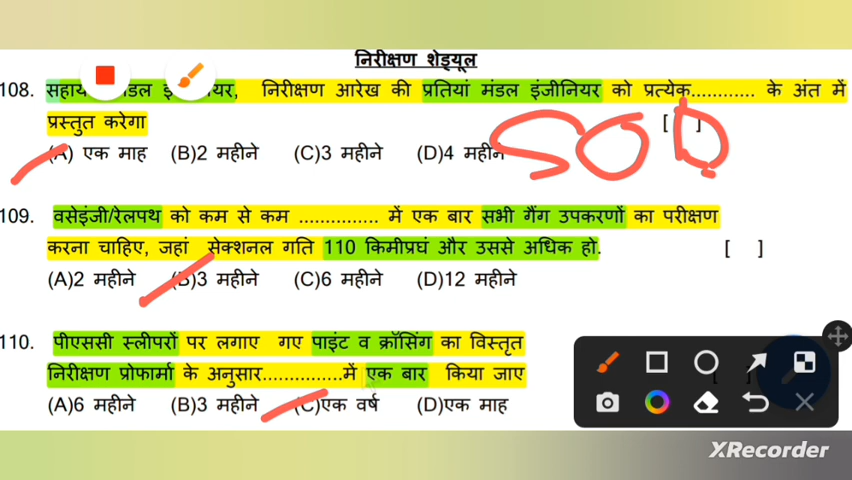 निरीक्षण शेड्यूल
108. निरीक्षण आरेख की प्रतियां मंडल इंजीनियर को प्रत्येक............ के अंत में
प्रस्तुत करेगा [ ]
(A) एक माह (B)2 महीने (C)3 महीने (D)4 महीने
SOD.
109. वसेइंजी/रेलपथ को कम से कम ............... में एक बार सभी गैंग उपकरणों का परीक्षण
करना चाहिए, जहां सेक्शनल गति 110 किमीप्रघं और उससे अधिक हो. [ ]
(A)2 महीने (B)3 महीने (C)6 महीने (D)12 महीने
110. पीएससी स्लीपरों पर लगाए गए पाइंट व क्रॉसिंग का विस्तृत
निरीक्षण प्रोफार्मा के अनुसार...............में एक बार किया जाए
(A)6 महीने (B)3 महीने (C)एक वर्ष (D)एक माह
XRecorder